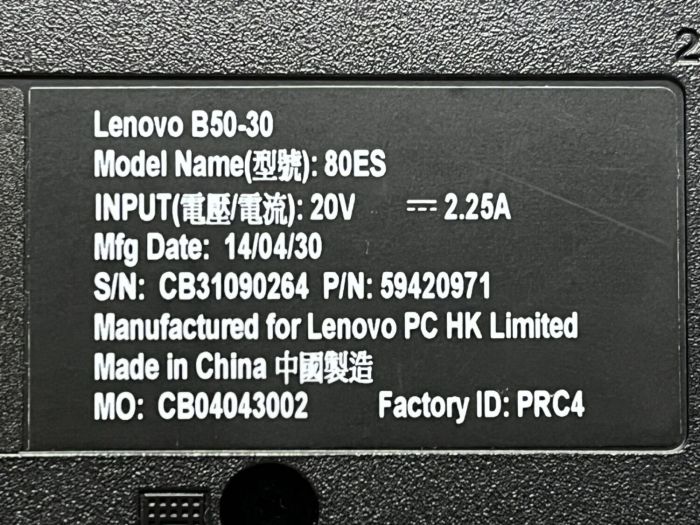 2
Lenovo B50-30
Model Name(型號): 80ES
INPUT(電壓/電流): 20V ⎓ 2.25A
Mfg Date: 14/04/30
S/N: CB31090264 P/N: 59420971
Manufactured for Lenovo PC HK Limited
Made in China 中國製造
MO: CB04043002 Factory ID: PRC4